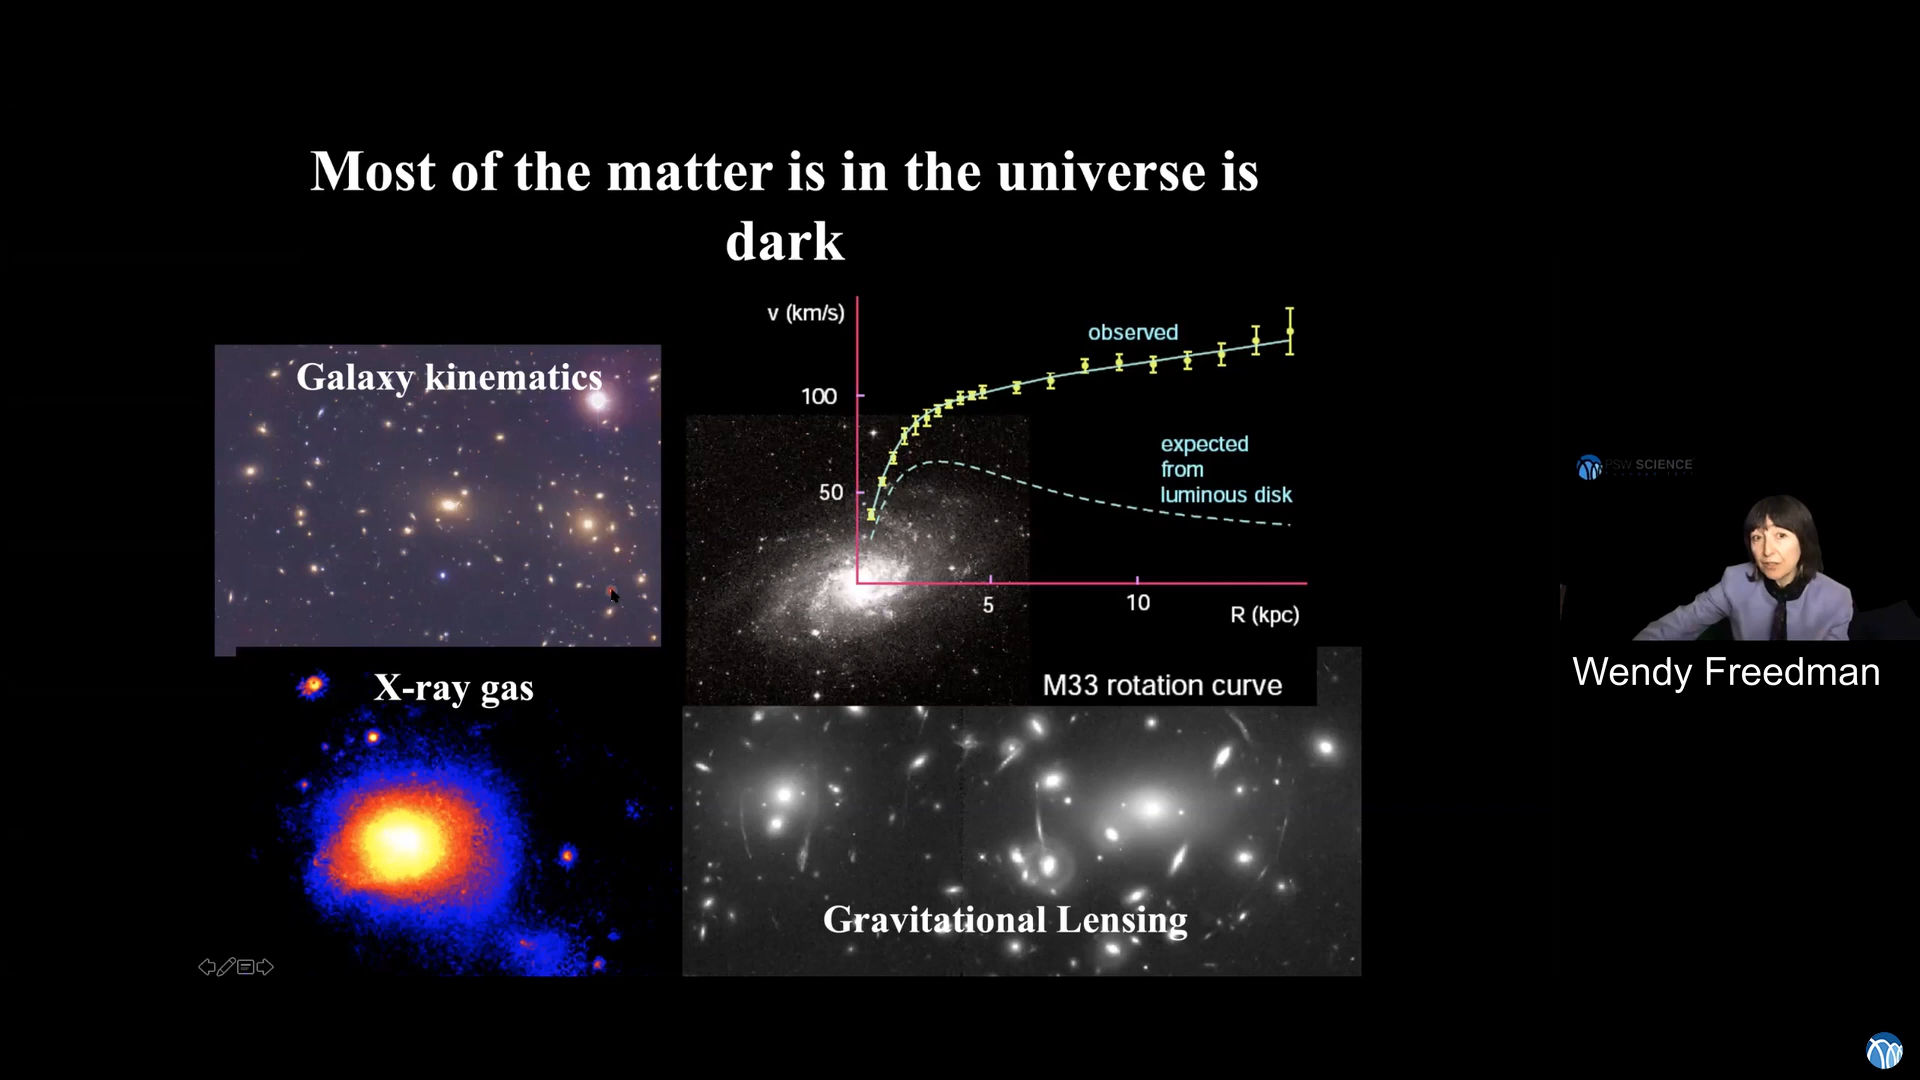 Most of the matter is in the universe is
dark
Galaxy kinematics
v (km/s)
observed
100
expected
from
luminous disk
50
5
10
R (kpc)
M33 rotation curve
X-ray gas
Gravitational Lensing
PSW SCIENCE
Wendy Freedman